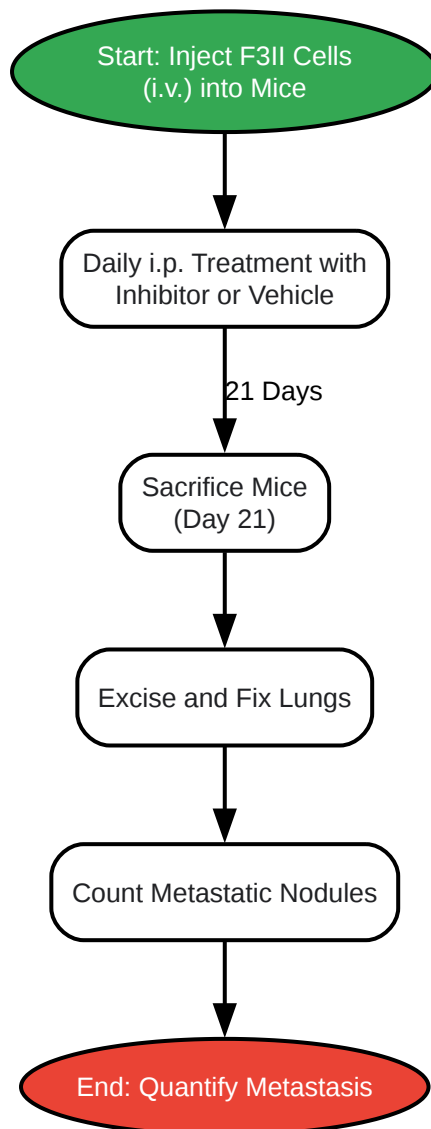 Start: Inject F3II Cells
(i.v.) into Mice
Daily i.p. Treatment with
Inhibitor or Vehicle
21 Days
Sacrifice Mice
(Day 21)
Excise and Fix Lungs
Count Metastatic Nodules
End: Quantify Metastasis